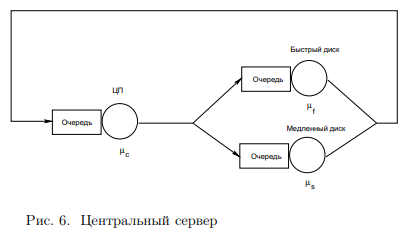 Быстрый диск
ЦП
Очередь
μf
Очередь
Медленный диск
μc
Очередь
μs
Рис. 6. Центральный сервер